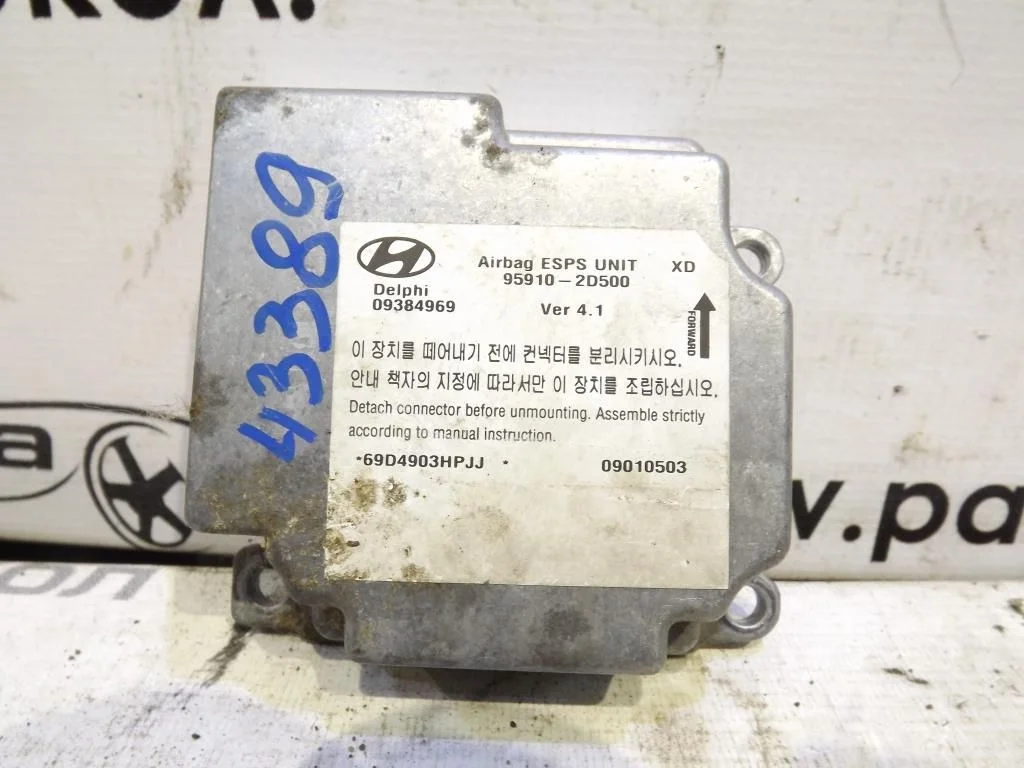 43389
Airbag ESPS UNIT XD
95910-2D500
Delphi
09384969
Ver 4.1
FORWARD
이 장치를 떼어내기 전에 컨넥터를 분리시키시오.
안내 책자의 지정에 따라서만 이 장치를 조립하십시오.
Detach connector before unmounting. Assemble strictly
according to manual instruction.
*69D4903HPJJ * 09010503
www.pa